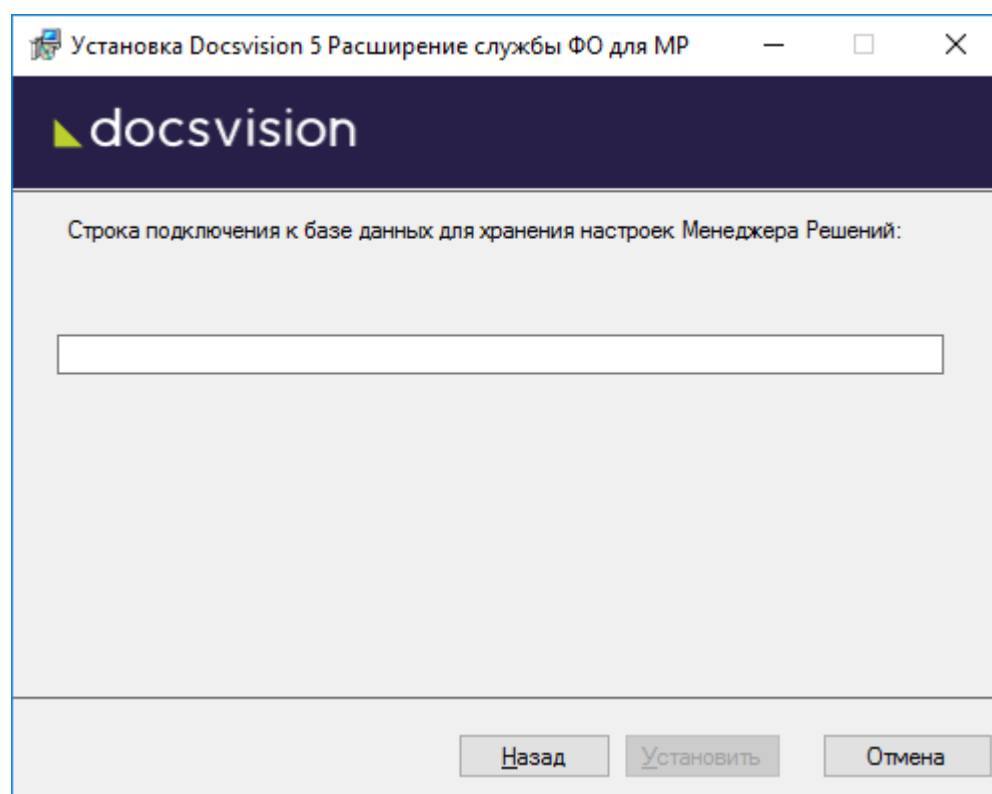 Установка Docsvision 5 Расширение службы ФО для МР
docsvision
Строка подключения к базе данных для хранения настроек Менеджера Решений:
Назад Установить Отмена